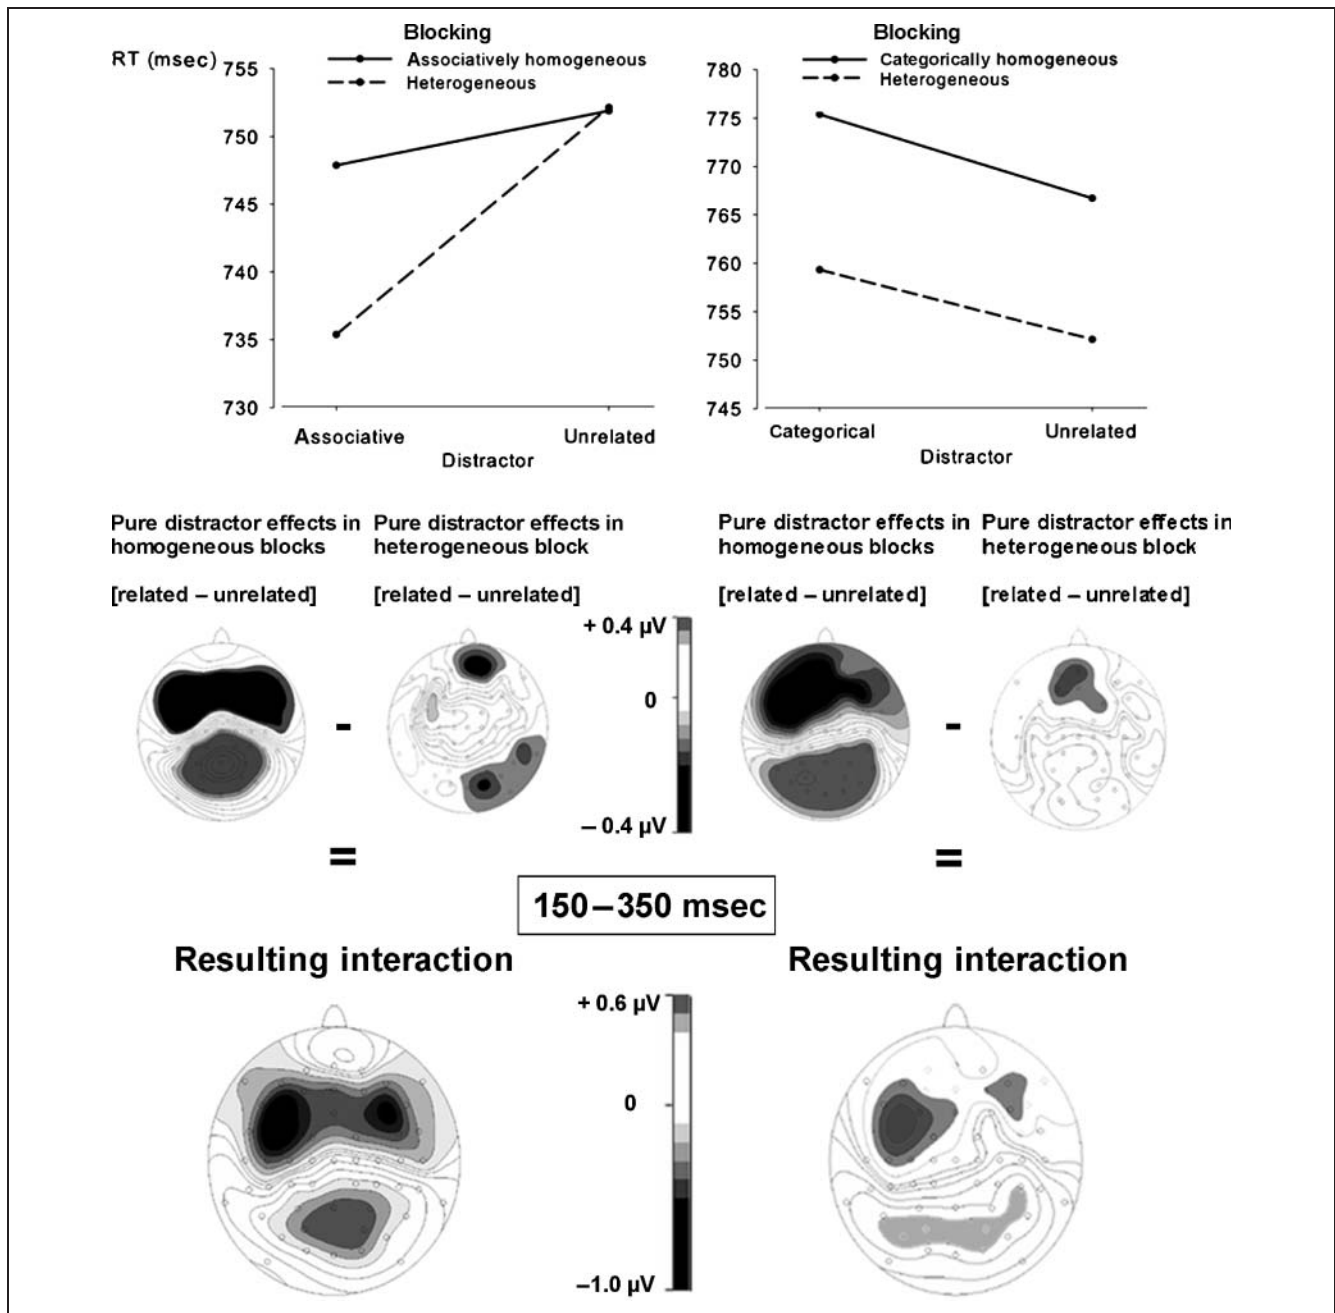 Blocking
RT (msec)
Associatively homogeneous
Heterogeneous
755
750
745
740
735
730
Associative
Unrelated
Distractor
Blocking
Categorically homogeneous
Heterogeneous
780
775
770
765
760
755
750
745
Categorical
Unrelated
Distractor
Pure distractor effects in
homogeneous blocks
[related – unrelated]
Pure distractor effects in
heterogeneous block
[related – unrelated]
Pure distractor effects in
homogeneous blocks
[related – unrelated]
Pure distractor effects in
heterogeneous block
[related – unrelated]
+ 0.4 µV
0
– 0.4 µV
-
-
=
=
150–350 msec
Resulting interaction
Resulting interaction
+ 0.6 µV
0
–1.0 µV